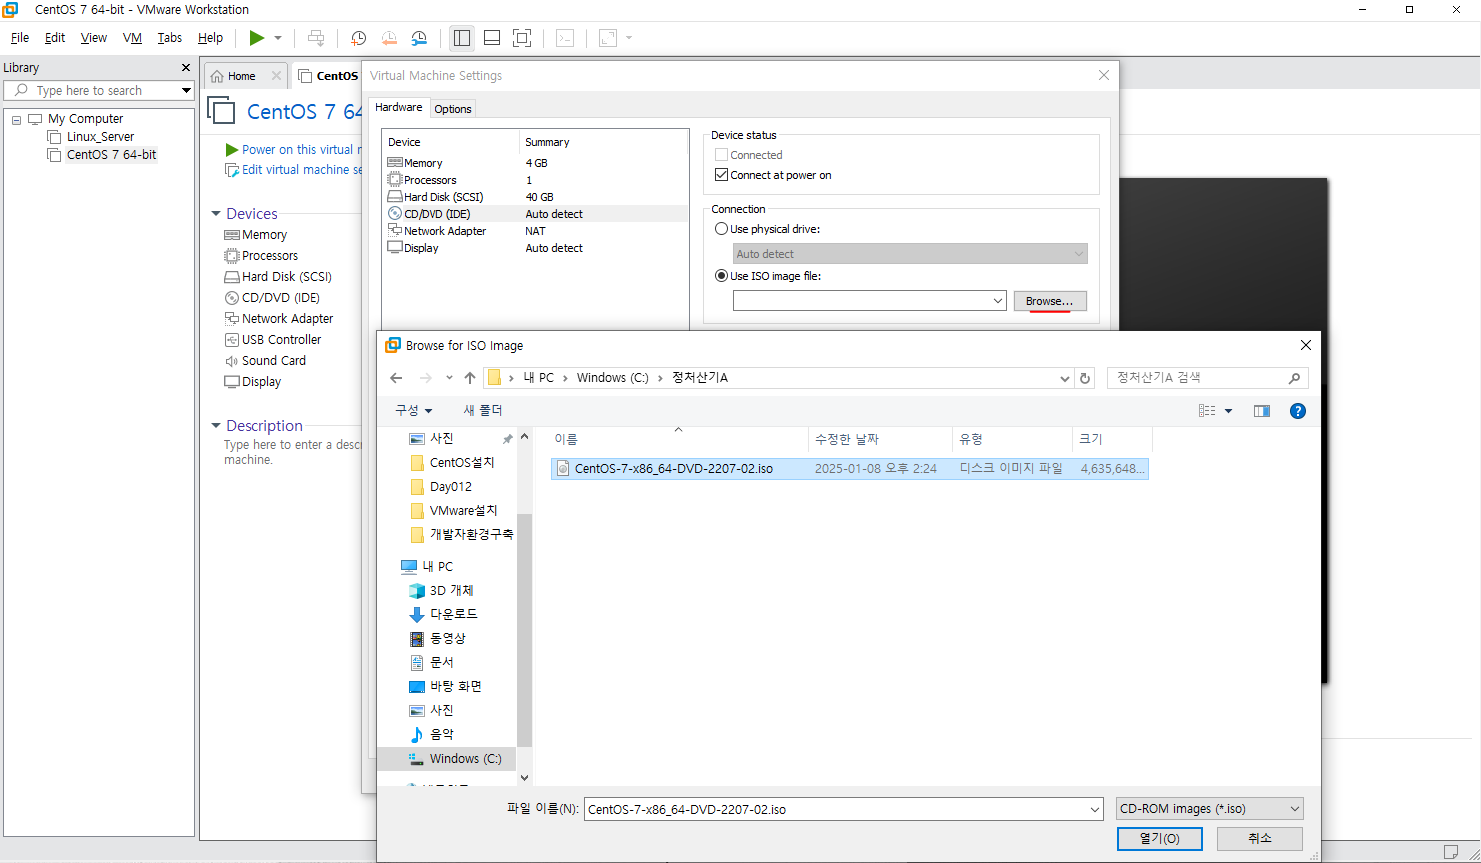 CentOS 7 64-bit - VMware Workstation
File Edit View VM Tabs Help
Library
Type here to search
My Computer
Linux_Server
CentOS 7 64-bit
Home
CentOS
CentOS 7 64
Power on this virtual
Edit virtual machine se
Devices
Memory
Processors
Hard Disk (SCSI)
CD/DVD (IDE)
Network Adapter
USB Controller
Sound Card
Display
Description
Type here to enter a desc
machine.
Virtual Machine Settings
Hardware Options
Device Summary
Memory 4 GB
Processors 1
Hard Disk (SCSI) 40 GB
CD/DVD (IDE) Auto detect
Network Adapter NAT
Display Auto detect
Device status
Connected
Connect at power on
Connection
Use physical drive:
Auto detect
Use ISO image file:
Browse...
Browse for ISO Image
내 PC › Windows (C:) › 정처산기A
정처산기A 검색
구성 새 폴더
사진
CentOS설치
Day012
VMware설치
개발자환경구축
내 PC
3D 개체
다운로드
동영상
문서
바탕 화면
사진
음악
Windows (C:)
이름 수정한 날짜 유형 크기
CentOS-7-x86_64-DVD-2207-02.iso 2025-01-08 오후 2:24 디스크 이미지 파일 4,635,648...
파일 이름(N): CentOS-7-x86_64-DVD-2207-02.iso
CD-ROM images (*.iso)
열기(O) 취소